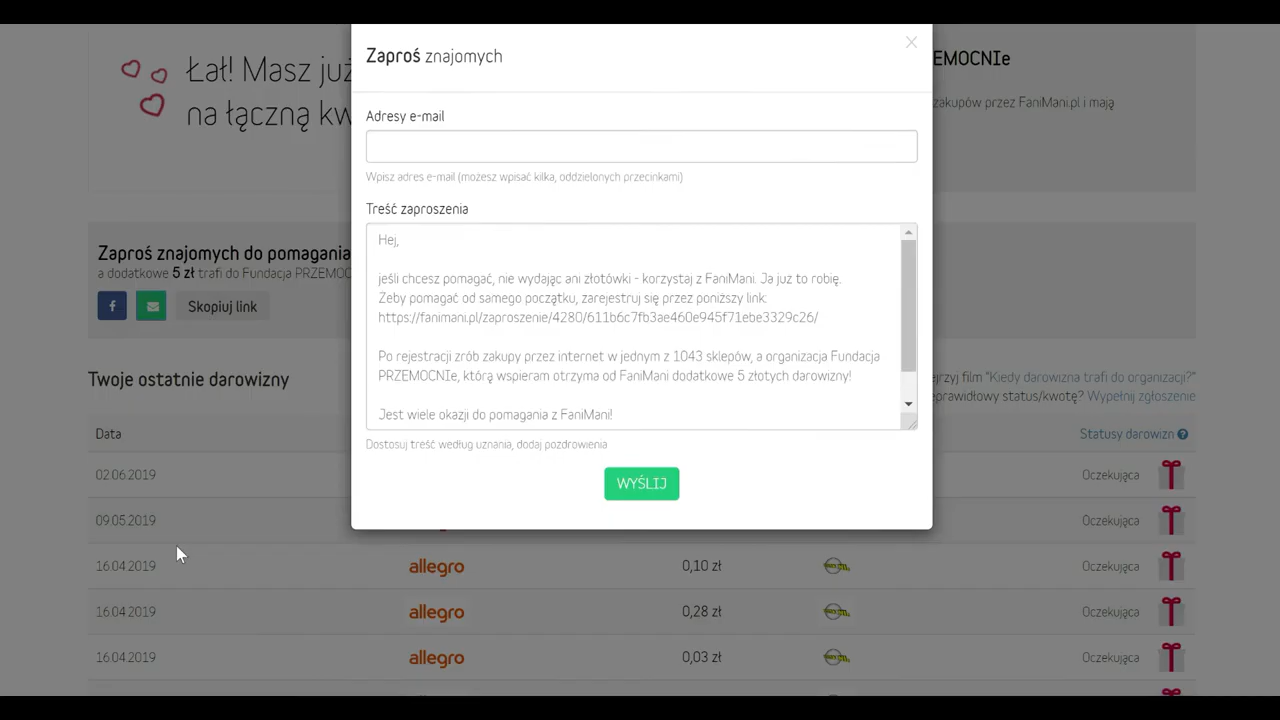 Łał! Masz już
na łączną kw
EMOCNIe
zakupów przez FaniMani.pl i mają
Zaproś znajomych
Adresy e-mail
Wpisz adres e-mail (możesz wpisać kilka, oddzielonych przecinkami)
Treść zaproszenia
Hej,
jeśli chcesz pomagać, nie wydając ani złotówki - korzystaj z FaniMani. Ja już to robię.
Żeby pomagać od samego początku, zarejestruj się przez poniższy link:
https://fanimani.pl/zaproszenie/4280/611b6c7fb3ae460e945f71ebe3329c26/
Po rejestracji zrób zakupy przez internet w jednym z 1043 sklepów, a organizacja Fundacja
PRZEMOCNIe, którą wspieram otrzyma od FaniMani dodatkowe 5 złotych darowizny!
Jest wiele okazji do pomagania z FaniMani!
Dostosuj treść według uznania, dodaj pozdrowienia
WYŚLIJ
Zaproś znajomych do pomagania
a dodatkowe 5 zł trafi do Fundacja PRZEMOC
Skopiuj link
Twoje ostatnie darowizny
ejrzyj film "Kiedy darowizna trafi do organizacji?"
eprawidłowy status/kwotę? Wypełnij zgłoszenie
Data Statusy darowizn
02.06.2019 Oczekująca
09.05.2019 Oczekująca
16.04.2019 allegro 0,10 zł Oczekująca
16.04.2019 allegro 0,28 zł Oczekująca
16.04.2019 allegro 0,03 zł Oczekująca